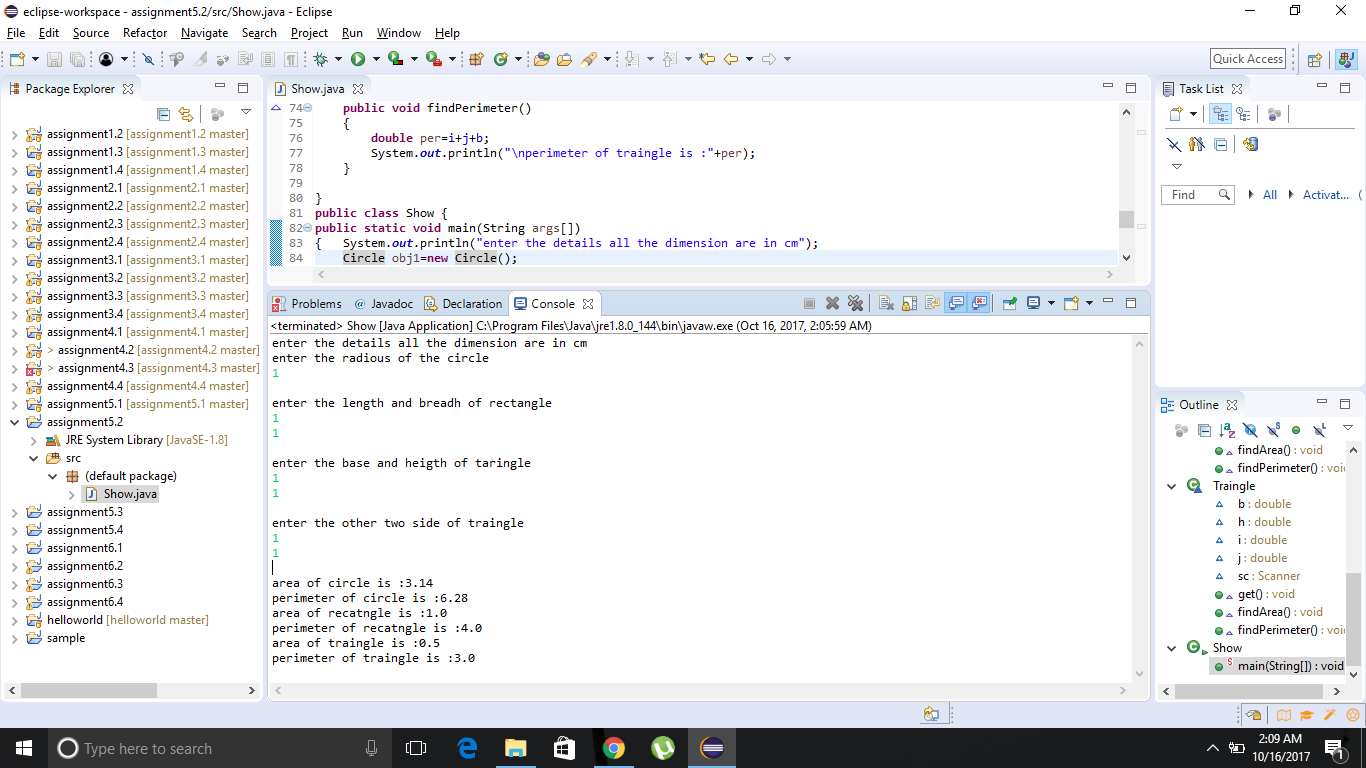 eclipse-workspace - assignment5.2/src/Show.java - Eclipse
File Edit Source Refactor Navigate Search Project Run Window Help
Quick Access
Package Explorer
assignment1.2 [assignment1.2 master]
assignment1.3 [assignment1.3 master]
assignment1.4 [assignment1.4 master]
assignment2.1 [assignment2.1 master]
assignment2.2 [assignment2.2 master]
assignment2.3 [assignment2.3 master]
assignment2.4 [assignment2.4 master]
assignment3.1 [assignment3.1 master]
assignment3.2 [assignment3.2 master]
assignment3.3 [assignment3.3 master]
assignment3.4 [assignment3.4 master]
assignment4.1 [assignment4.1 master]
> assignment4.2 [assignment4.2 master]
> assignment4.3 [assignment4.3 master]
assignment4.4 [assignment4.4 master]
assignment5.1 [assignment5.1 master]
assignment5.2
JRE System Library [JavaSE-1.8]
src
(default package)
Show.java
assignment5.3
assignment5.4
assignment6.1
assignment6.2
assignment6.3
assignment6.4
helloworld [helloworld master]
sample
Show.java
74 public void findPerimeter()
75 {
76 double per=i+j+b;
77 System.out.println("\nperimeter of traingle is :"+per);
78 }
79
80 }
81 public class Show {
82 public static void main(String args[])
83 { System.out.println("enter the details all the dimension are in cm");
84 Circle obj1=new Circle();
Problems @ Javadoc Declaration Console
<terminated> Show [Java Application] C:\Program Files\Java\jre1.8.0_144\bin\javaw.exe (Oct 16, 2017, 2:05:59 AM)
enter the details all the dimension are in cm
enter the radious of the circle
1
enter the length and breadh of rectangle
1
1
enter the base and heigth of taringle
1
1
enter the other two side of traingle
1
1
area of circle is :3.14
perimeter of circle is :6.28
area of recatngle is :1.0
perimeter of recatngle is :4.0
area of traingle is :0.5
perimeter of traingle is :3.0
Task List
Find All Activat...
Outline
findArea() : void
findPerimeter() : voi
Traingle
b : double
h : double
i : double
j : double
sc : Scanner
get() : void
findArea() : void
findPerimeter() : voi
Show
main(String[]) : void
Type here to search
2:09 AM
10/16/2017
1